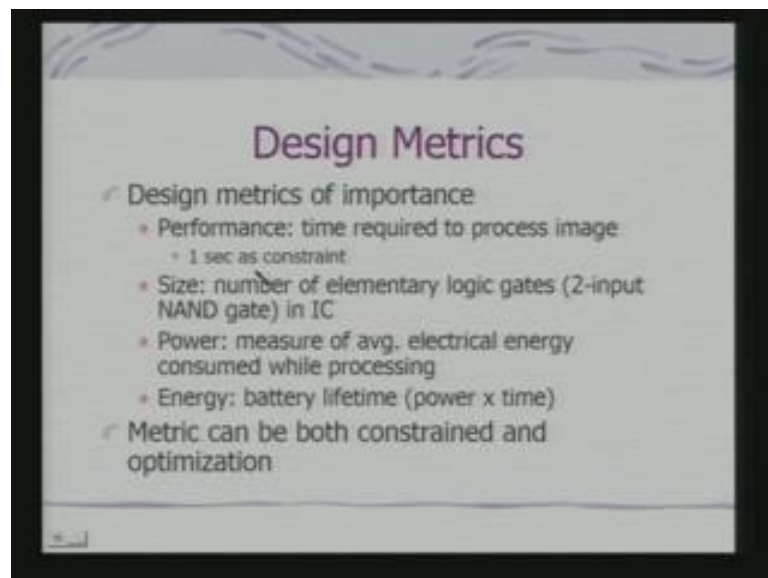 Design Metrics
Design metrics of importance
Performance: time required to process image
1 sec as constraint
Size: number of elementary logic gates (2-input
NAND gate) in IC
Power: measure of avg. electrical energy
consumed while processing
Energy: battery lifetime (power x time)
Metric can be both constrained and
optimization